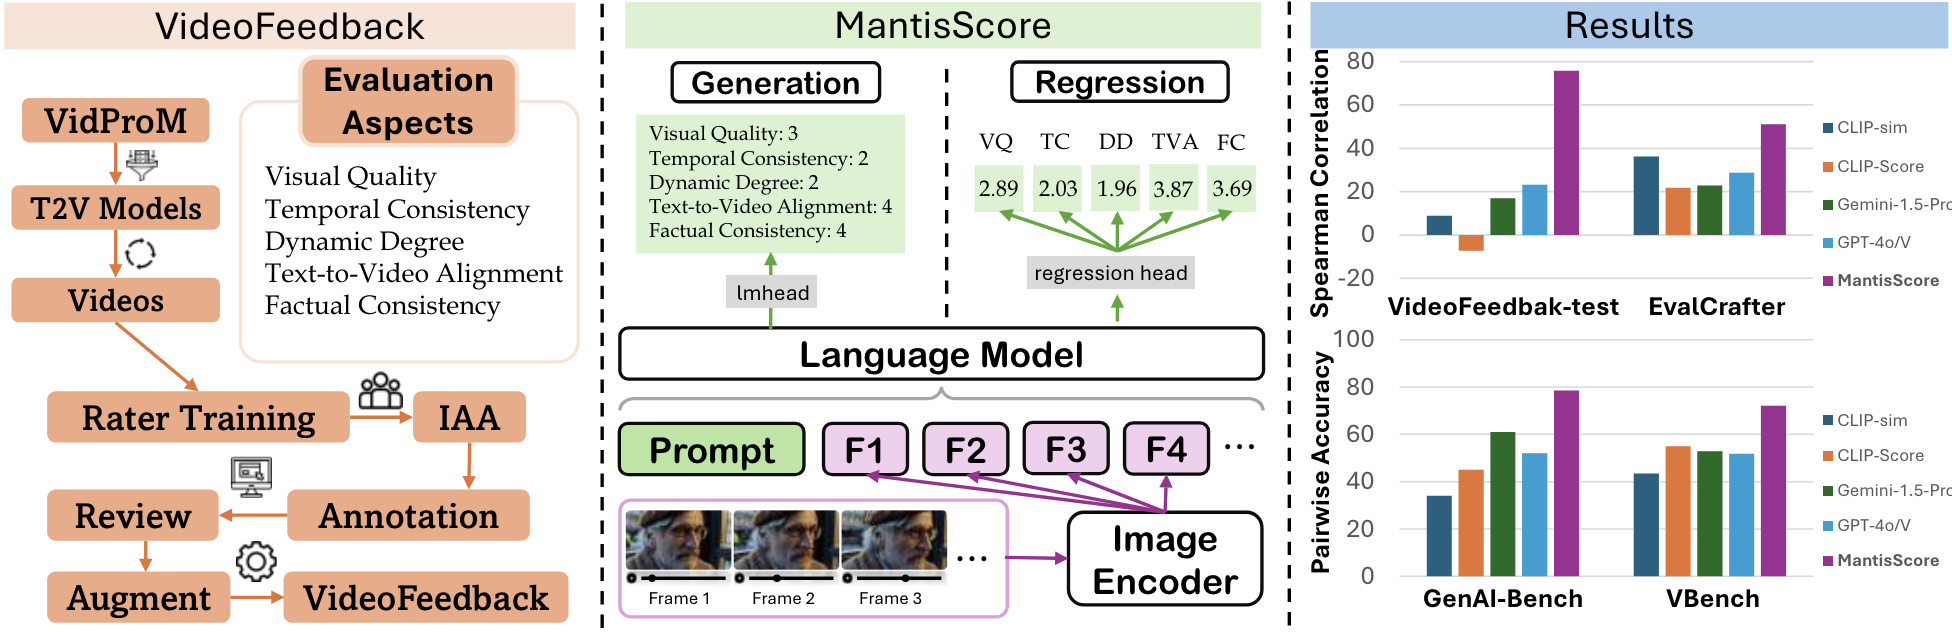 VideoFeedback
VidProM
T2V Models
Videos
Evaluation
Aspects
Visual Quality
Temporal Consistency
Dynamic Degree
Text-to-Video Alignment
Factual Consistency
Rater Training
IAA
Review
Annotation
Augment
VideoFeedback
MantisScore
Generation
Visual Quality: 3
Temporal Consistency: 2
Dynamic Degree: 2
Text-to-Video Alignment: 4
Factual Consistency: 4
lmhead
Regression
VQ TC DD TVA FC
2.89 2.03 1.96 3.87 3.69
regression head
Language Model
Prompt F1 F2 F3 F4 ...
Frame 1 Frame 2 Frame 3 ...
Image
Encoder
Results
Spearman Correlation
80
60
40
20
0
-20
VideoFeedbak-test EvalCrafter
CLIP-sim
CLIP-Score
Gemini-1.5-Pro
GPT-4o/V
MantisScore
Pairwise Accuracy
100
80
60
40
20
0
GenAI-Bench VBench
CLIP-sim
CLIP-Score
Gemini-1.5-Pro
GPT-4o/V
MantisScore